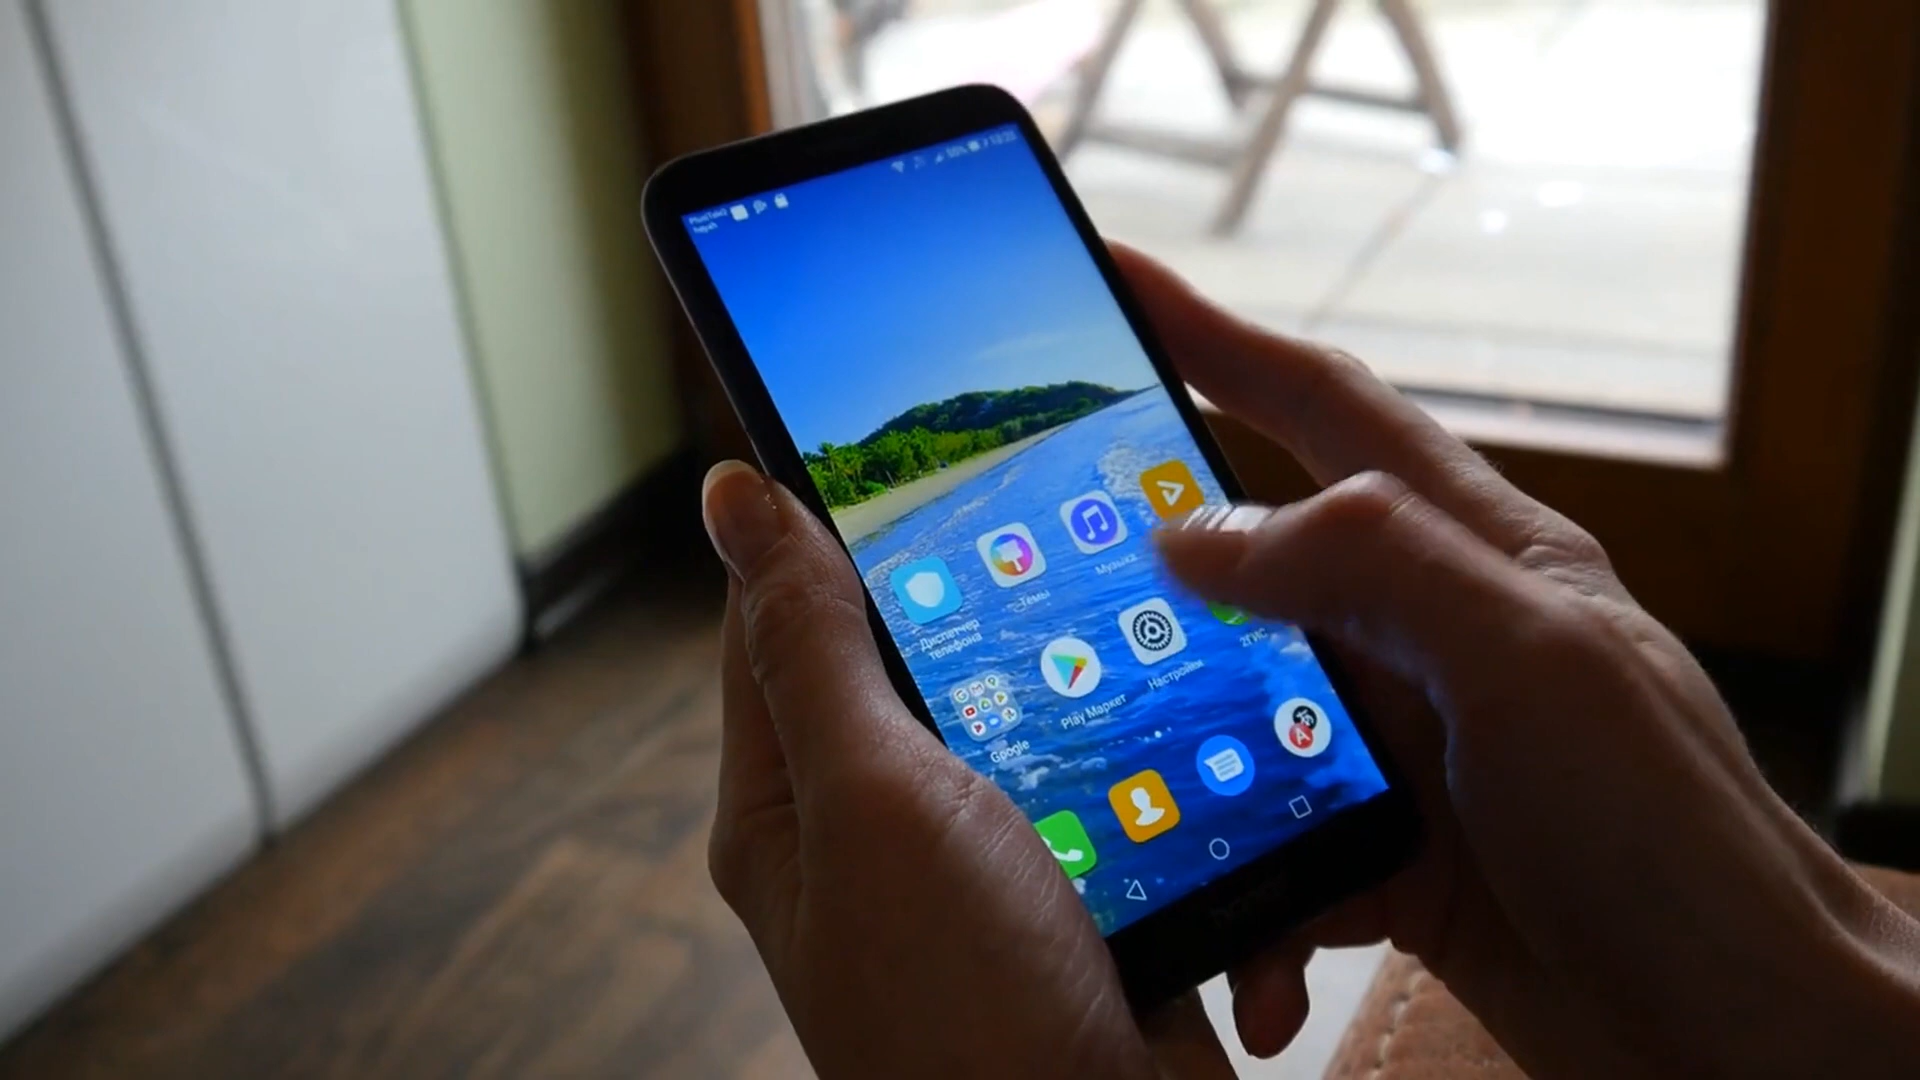 Диспетчер
телефона
Темы
Музыка
Google
Play Маркет
Настройки
2ГИС